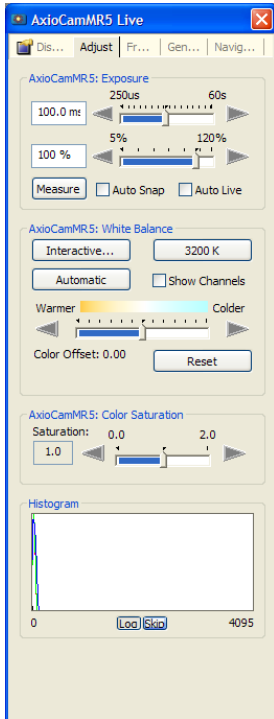 AxioCamMR5 Live
Dis... Adjust Fr... Gen... Navig...
AxioCamMR5: Exposure
250us 60s
100.0 ms
5% 120%
100 %
Measure Auto Snap Auto Live
AxioCamMR5: White Balance
Interactive... 3200 K
Automatic Show Channels
Warmer Colder
Color Offset: 0.00 Reset
AxioCamMR5: Color Saturation
Saturation: 0.0 2.0
1.0
Histogram
0 Log Skip 4095